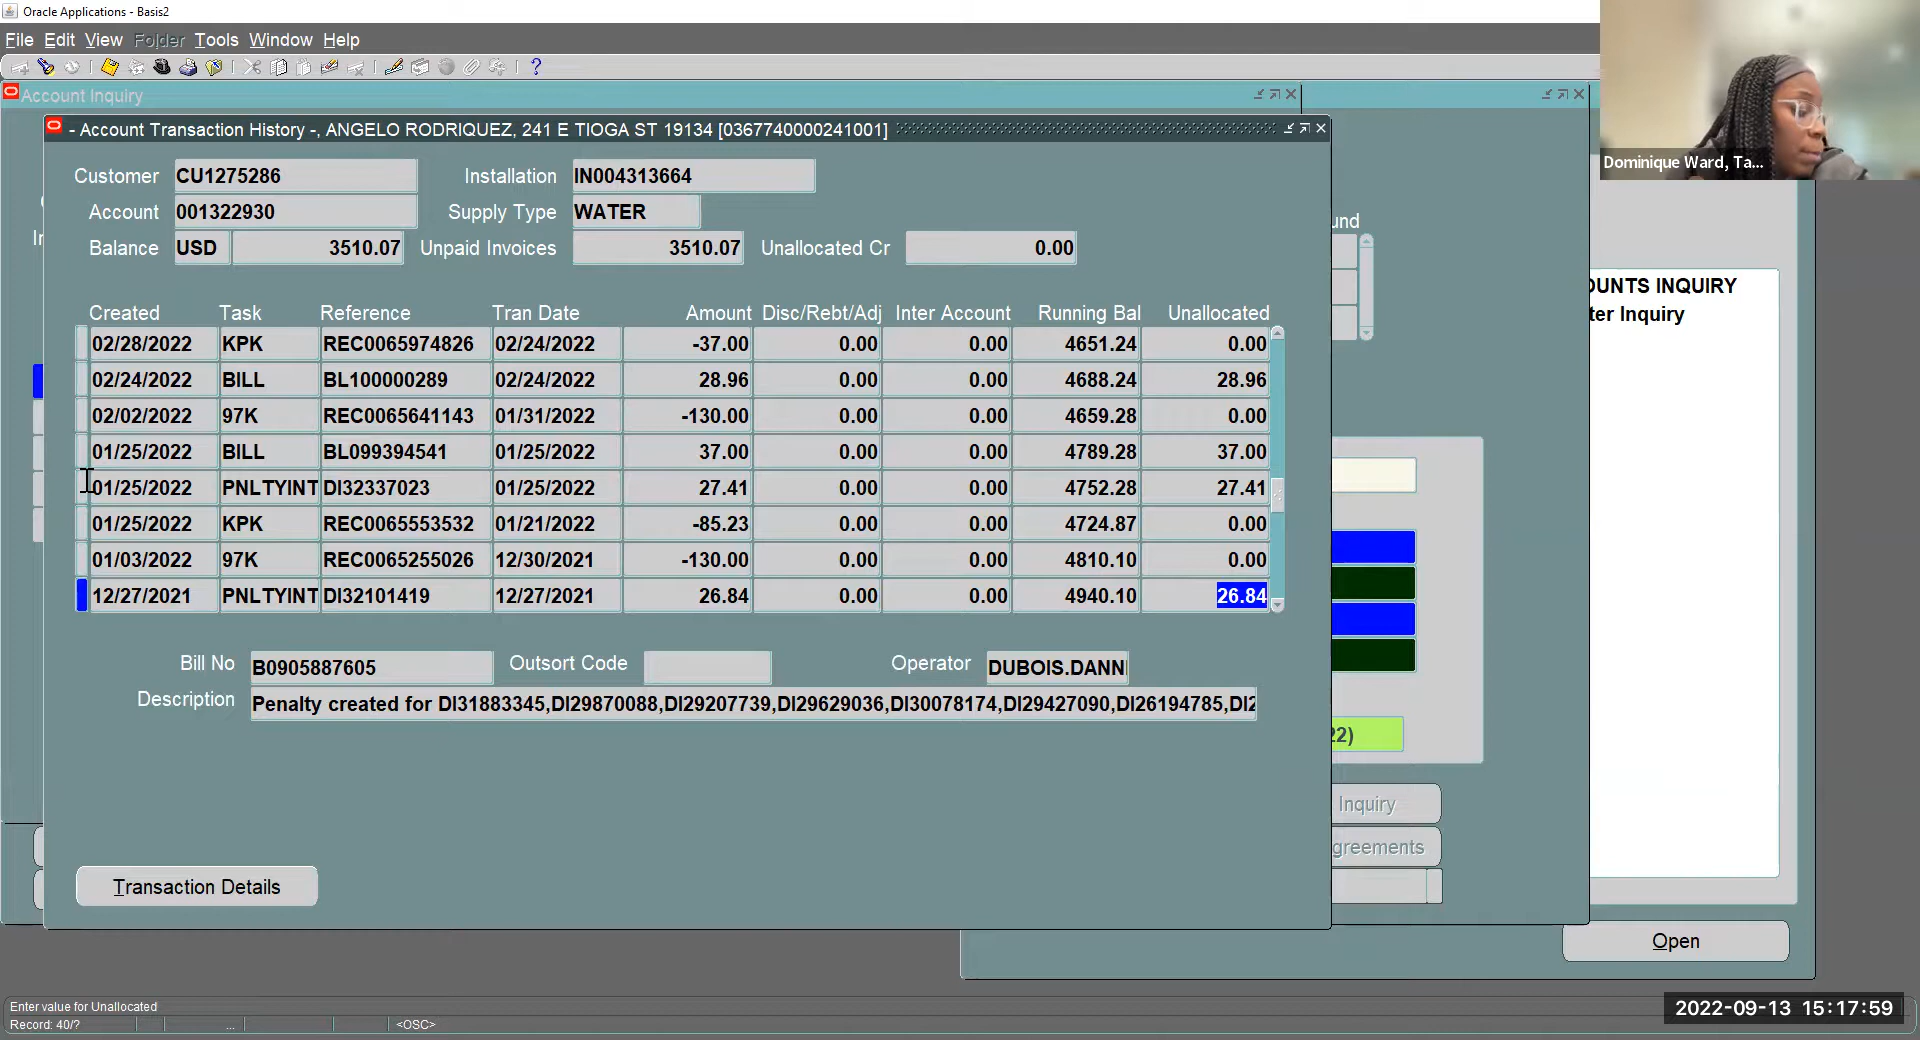 Oracle Applications - Basis2
File Edit View Folder Tools Window Help
Account Inquiry
- Account Transaction History -, ANGELO RODRIQUEZ, 241 E TIOGA ST 19134 [0367740000241001]
Dominique Ward, Ta...
Customer CU1275286 Installation IN004313664
Account 001322930 Supply Type WATER
Balance USD 3510.07 Unpaid Invoices 3510.07 Unallocated Cr 0.00
und
OUNTS INQUIRY
ter Inquiry
Created Task Reference Tran Date Amount Disc/Rebt/Adj Inter Account Running Bal Unallocated
02/28/2022 KPK REC0065974826 02/24/2022 -37.00 0.00 0.00 4651.24 0.00
02/24/2022 BILL BL100000289 02/24/2022 28.96 0.00 0.00 4688.24 28.96
02/02/2022 97K REC0065641143 01/31/2022 -130.00 0.00 0.00 4659.28 0.00
01/25/2022 BILL BL099394541 01/25/2022 37.00 0.00 0.00 4789.28 37.00
01/25/2022 PNLTYINT DI32337023 01/25/2022 27.41 0.00 0.00 4752.28 27.41
01/25/2022 KPK REC0065553532 01/21/2022 -85.23 0.00 0.00 4724.87 0.00
01/03/2022 97K REC0065255026 12/30/2021 -130.00 0.00 0.00 4810.10 0.00
12/27/2021 PNLTYINT DI32101419 12/27/2021 26.84 0.00 0.00 4940.10 26.84
Bill No B0905887605 Outsort Code Operator DUBOIS.DANN
Description Penalty created for DI31883345,DI29870088,DI29207739,DI29629036,DI30078174,DI29427090,DI26194785,DI2
22)
Inquiry
greements
Transaction Details
Open
Enter value for Unallocated
Record: 40/? ... <OSC>
2022-09-13 15:17:59